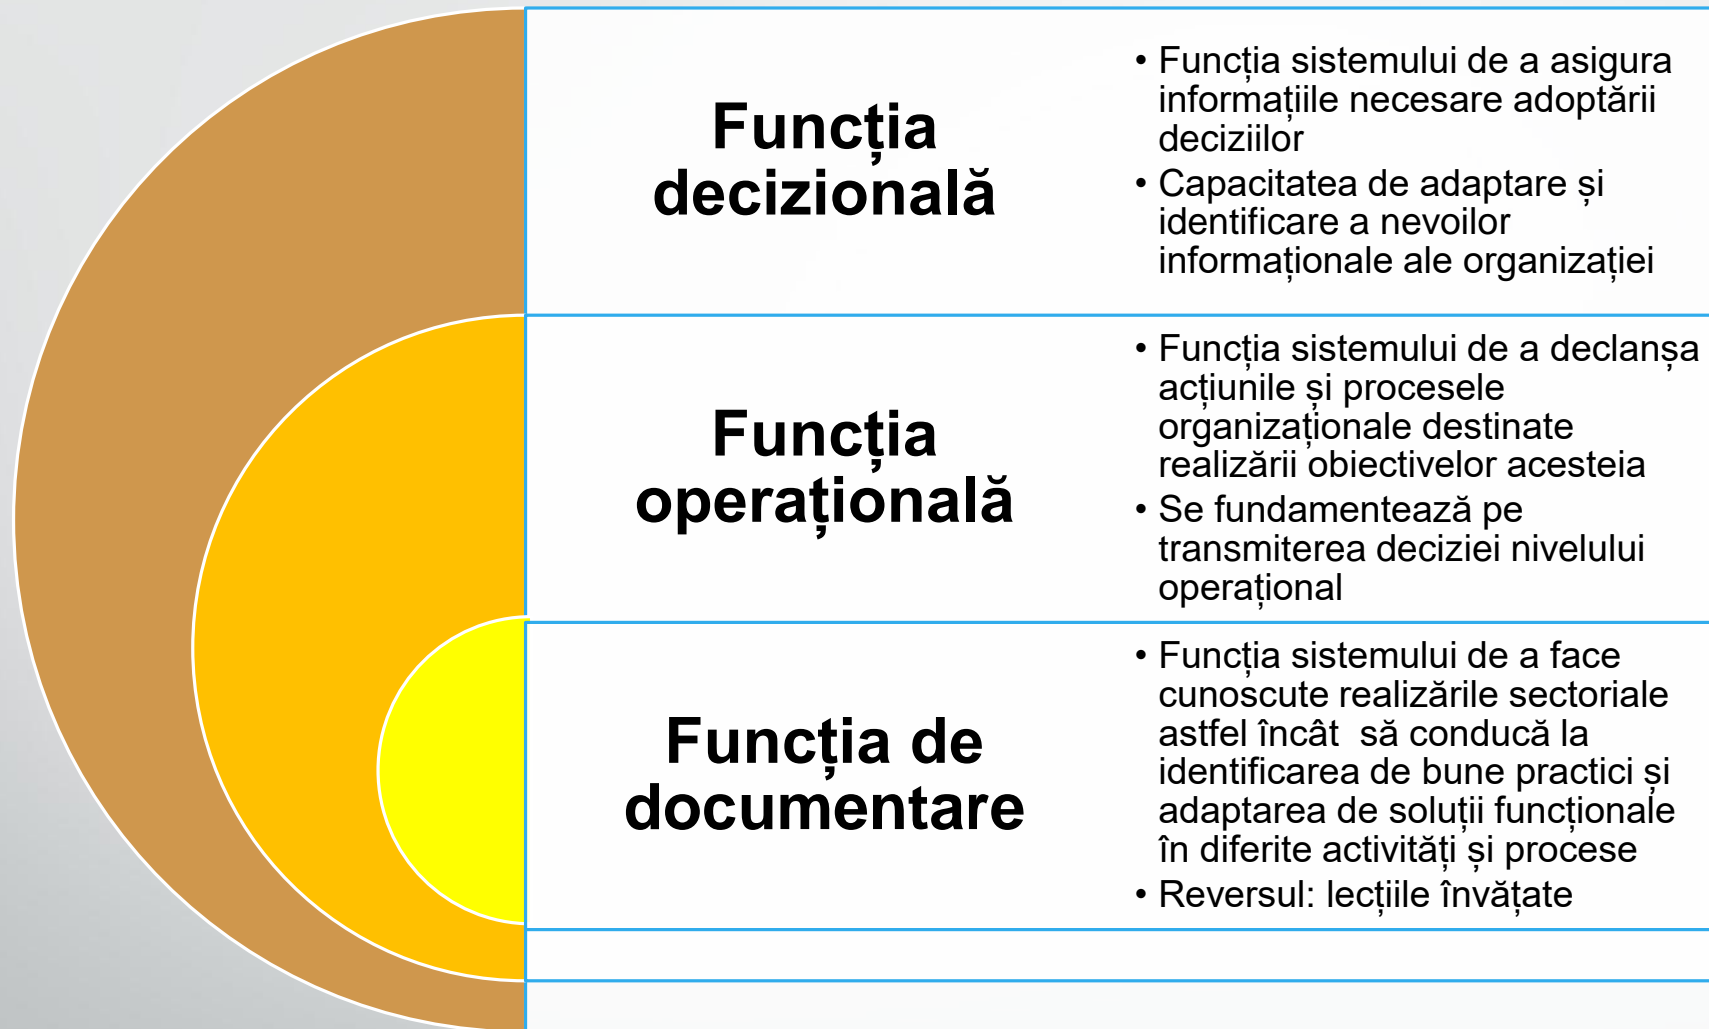 Funcția
decizională
• Funcția sistemului de a asigura
informațiile necesare adoptării
deciziilor
• Capacitatea de adaptare și
identificare a nevoilor
informaționale ale organizației
Funcția
operațională
• Funcția sistemului de a declanșa
acțiunile și procesele
organizaționale destinate
realizării obiectivelor acesteia
• Se fundamentează pe
transmiterea deciziei nivelului
operațional
Funcția de
documentare
• Funcția sistemului de a face
cunoscute realizările sectoriale
astfel încât  să conducă la
identificarea de bune practici și
adaptarea de soluții funcționale
în diferite activități și procese
• Reversul: lecțiile învățate